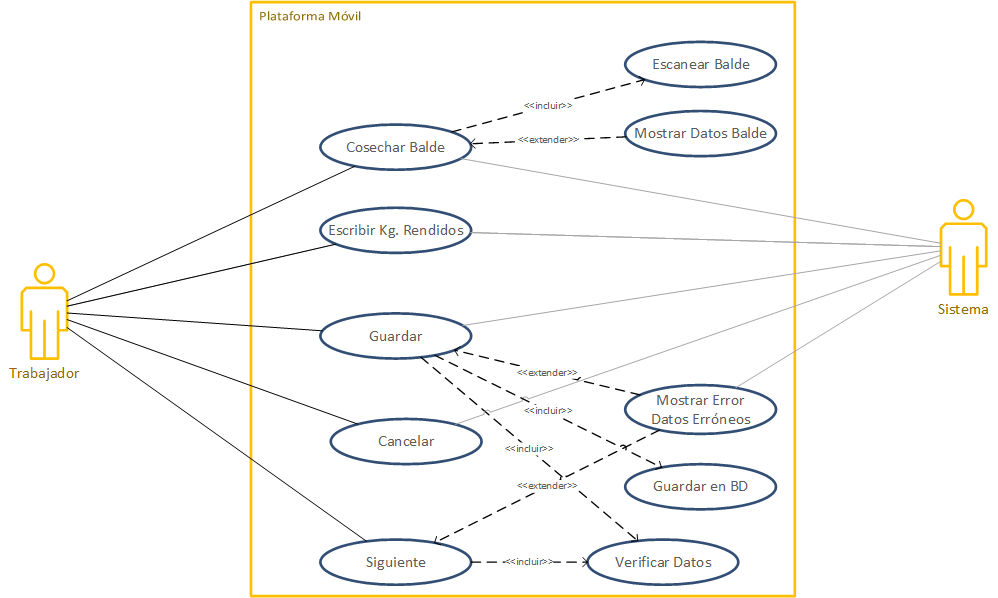 Plataforma Móvil
Escanear Balde
<<incluir>>
Mostrar Datos Balde
<<extender>>
Cosechar Balde
Escribir Kg. Rendidos
Sistema
Guardar
Trabajador
<<extender>>
Mostrar Error
Datos Erróneos
<<incluir>>
Cancelar
<<incluir>>
<<extender>>
Guardar en BD
Siguiente
<<incluir>>
Verificar Datos